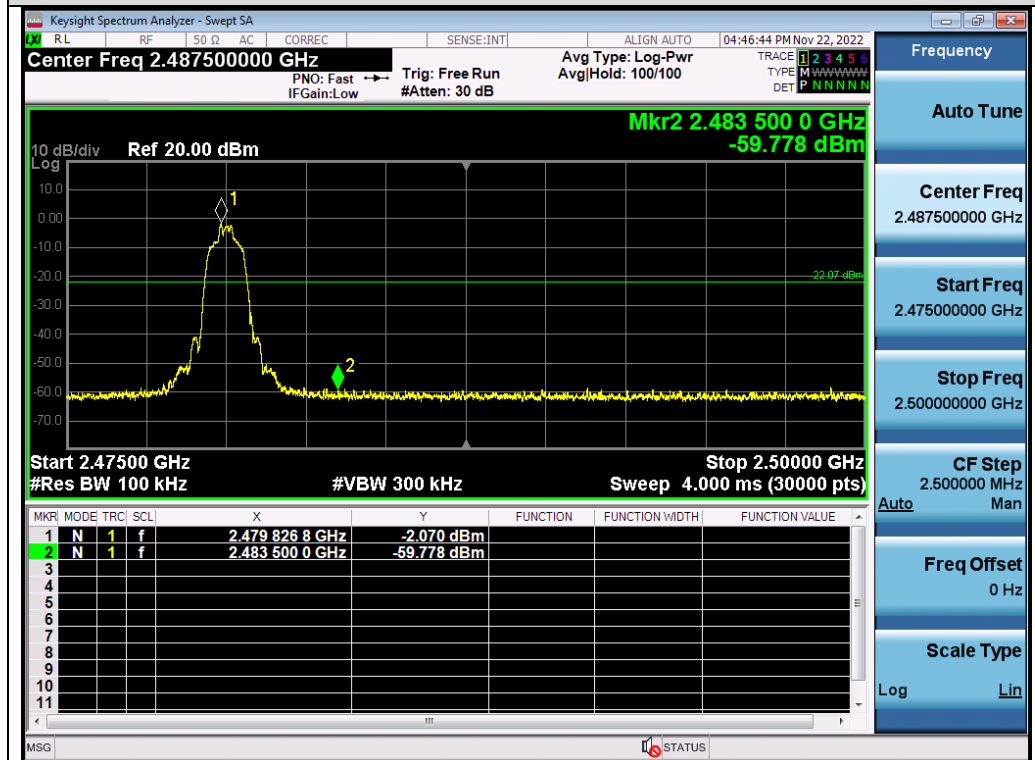 Keysight Spectrum Analyzer - Swept SA
LXI RL RF 50 Ω AC CORREC SENSE:INT ALIGN AUTO 04:46:44 PM Nov 22, 2022
Center Freq 2.487500000 GHz
PNO: Fast
IFGain:Low
Trig: Free Run
#Atten: 30 dB
Avg Type: Log-Pwr
Avg|Hold: 100/100
TRACE 1 2 3 4 5 6
TYPE M WWWWW
DET P N N N N N
Mkr2 2.483 500 0 GHz
-59.778 dBm
10 dB/div Ref 20.00 dBm
Log
10.0
0.00
-10.0
-20.0
-30.0
-40.0
-50.0
-60.0
-70.0
1
-22.07 dBm
2
Start 2.47500 GHz Stop 2.50000 GHz
#Res BW 100 kHz #VBW 300 kHz Sweep 4.000 ms (30000 pts)
MKR MODE TRC SCL X Y FUNCTION FUNCTION WIDTH FUNCTION VALUE
1 N 1 f 2.479 826 8 GHz -2.070 dBm
2 N 1 f 2.483 500 0 GHz -59.778 dBm
3
4
5
6
7
8
9
10
11
MSG STATUS
Frequency
Auto Tune
Center Freq
2.487500000 GHz
Start Freq
2.475000000 GHz
Stop Freq
2.500000000 GHz
CF Step
2.500000 MHz
Auto Man
Freq Offset
0 Hz
Scale Type
Log Lin